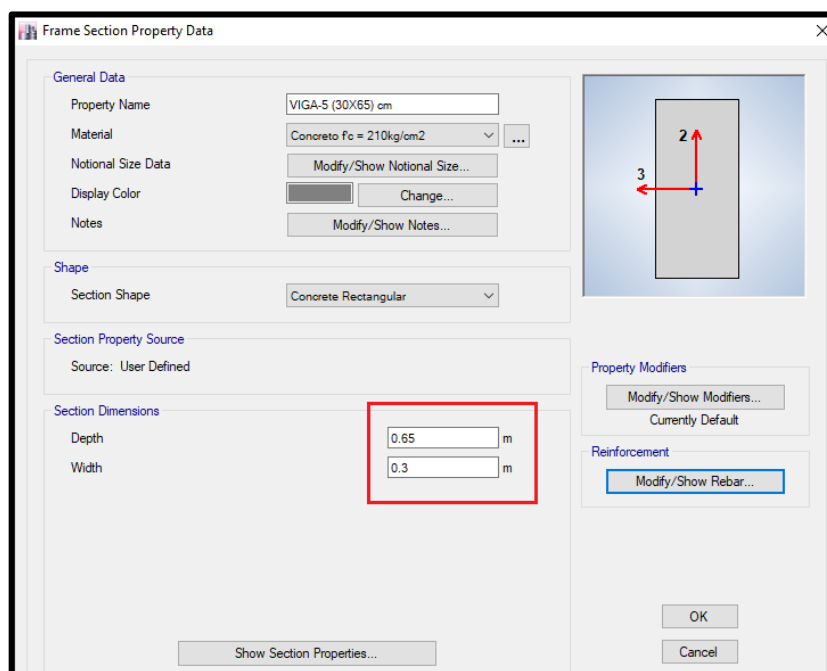 Frame Section Property Data
General Data
Property Name VIGA-5 (30X65) cm
Material Concreto f'c = 210kg/cm2 ...
Notional Size Data Modify/Show Notional Size...
Display Color Change...
Notes Modify/Show Notes...
2
3
Shape
Section Shape Concrete Rectangular
Section Property Source
Source: User Defined
Section Dimensions
Depth 0.65 m
Width 0.3 m
Property Modifiers
Modify/Show Modifiers...
Currently Default
Reinforcement
Modify/Show Rebar...
Show Section Properties...
OK
Cancel